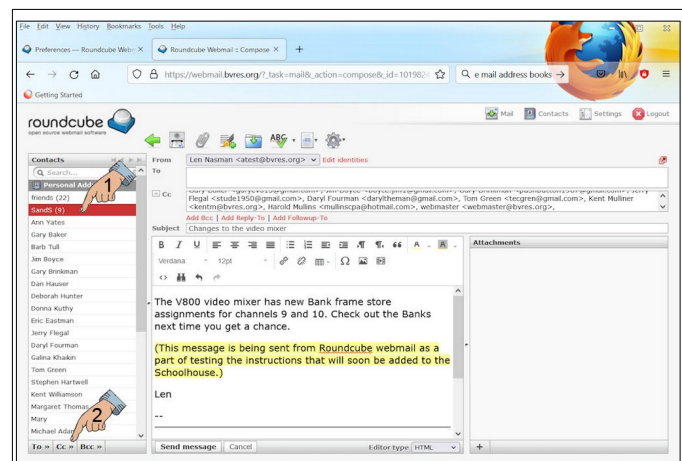 File Edit View History Bookmarks Tools Help
Preferences — Roundcube Webm
Roundcube Webmail :: Compose
https://webmail.bvres.org/?_task=mail&_action=compose&_id=101982
e mail address books
Getting Started
roundcube
open source webmail software
Mail Contacts Settings Logout
Contacts
Search...
Personal Add
friends (22)
SandS (9)
Ann Yates
Gary Baker
Barb Tull
Jim Boyce
Gary Brinkman
Dan Hauser
Deborah Hunter
Donna Kuthy
Eric Eastman
Jerry Flegal
Daryl Fourman
Galina Khaikin
Tom Green
Stephen Hartwell
Kent Williamson
Margaret Thomas
Mary
Michael Adam
To » Cc » Bcc »
1
2
From Len Nasman <atest@bvres.org> Edit identities
To
Cc
Flegal <stude1950@gmail.com>, Daryl Fourman <daryltheman@gmail.com>, Tom Green <tecgren@gmail.com>, Kent Mulliner
<kentm@bvres.org>, Harold Mullins <mullinscpa@hotmail.com>, webmaster <webmaster@bvres.org>,
Add Bcc | Add Reply-To | Add Followup-To
Subject Changes to the video mixer
B I U
Verdana 12pt
The V800 video mixer has new Bank frame store
assignments for channels 9 and 10. Check out the Banks
next time you get a chance.
(This message is being sent from Roundcube webmail as a
part of testing the instructions that will soon be added to the
Schoolhouse.)
Len
--
Send message Cancel Editor type HTML
Attachments
+